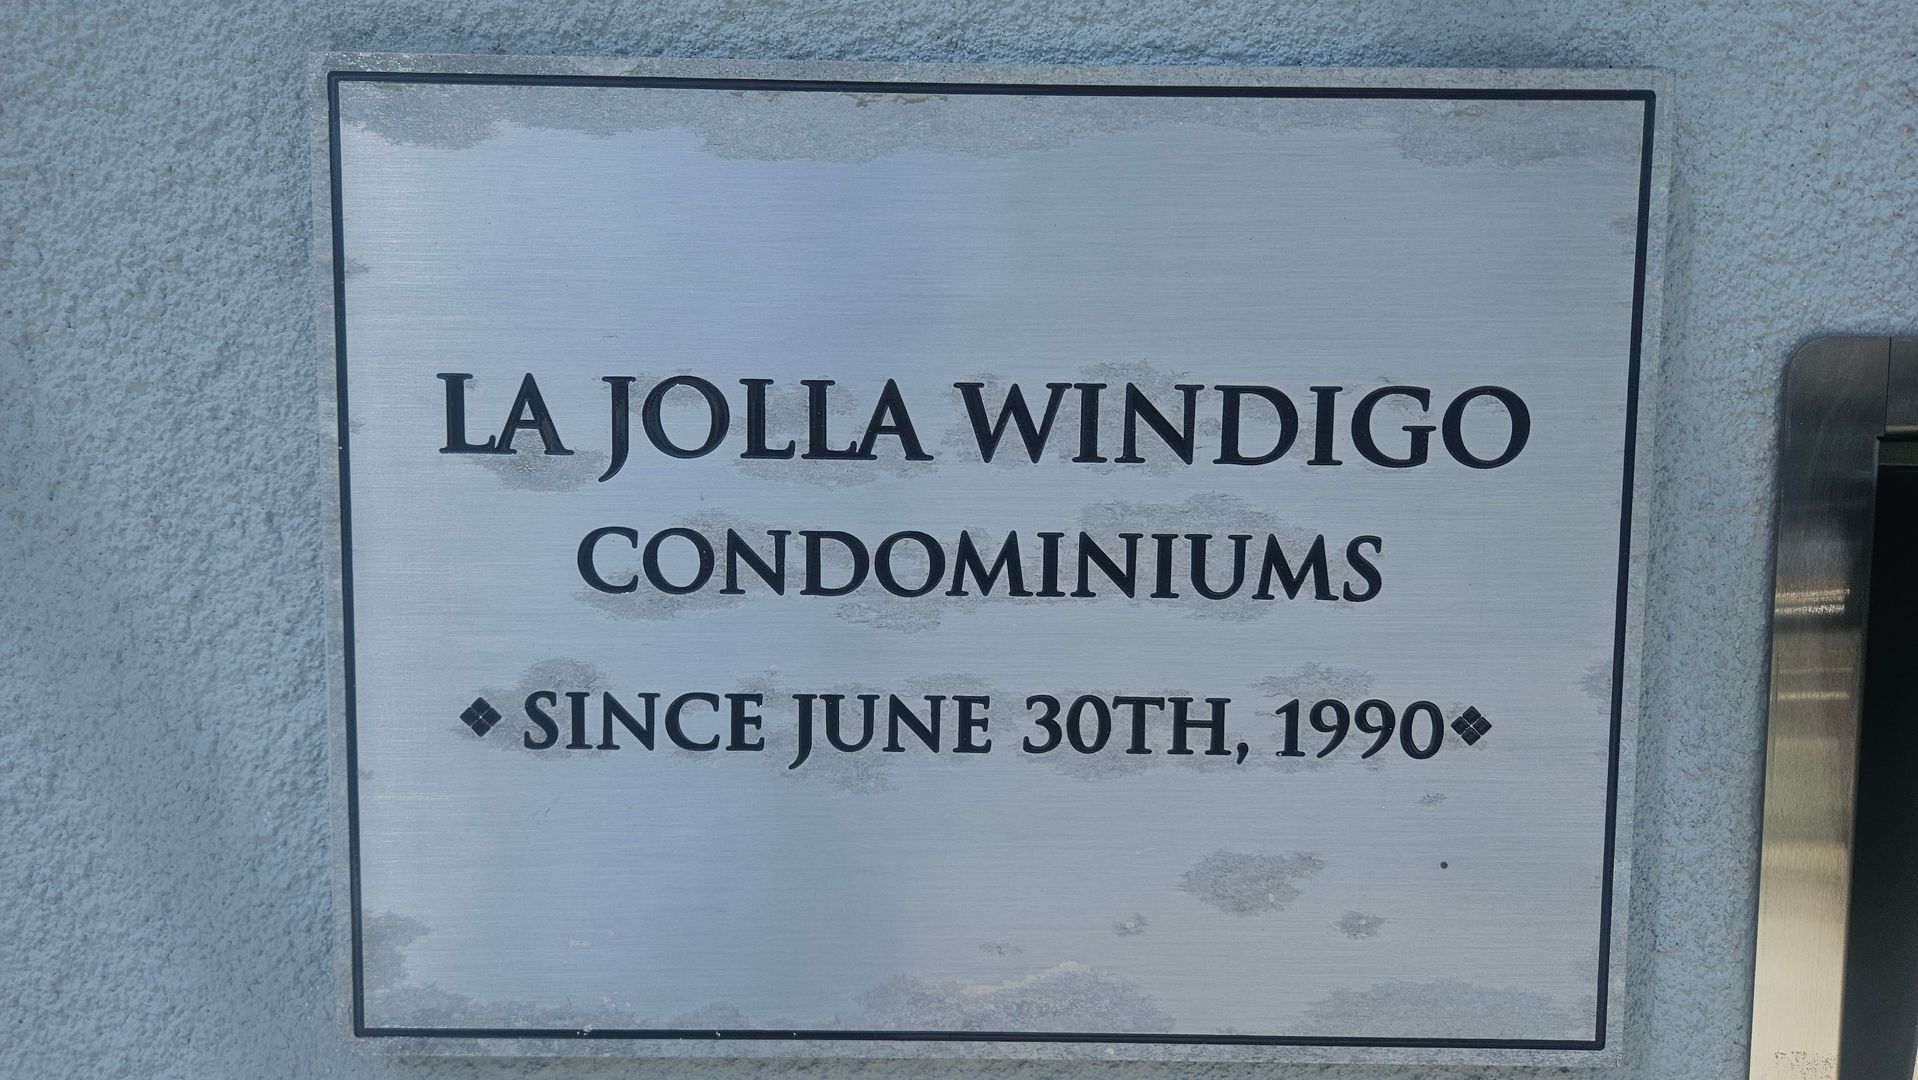 LA JOLLA WINDIGO
CONDOMINIUMS
❖ SINCE JUNE 30TH, 1990❖